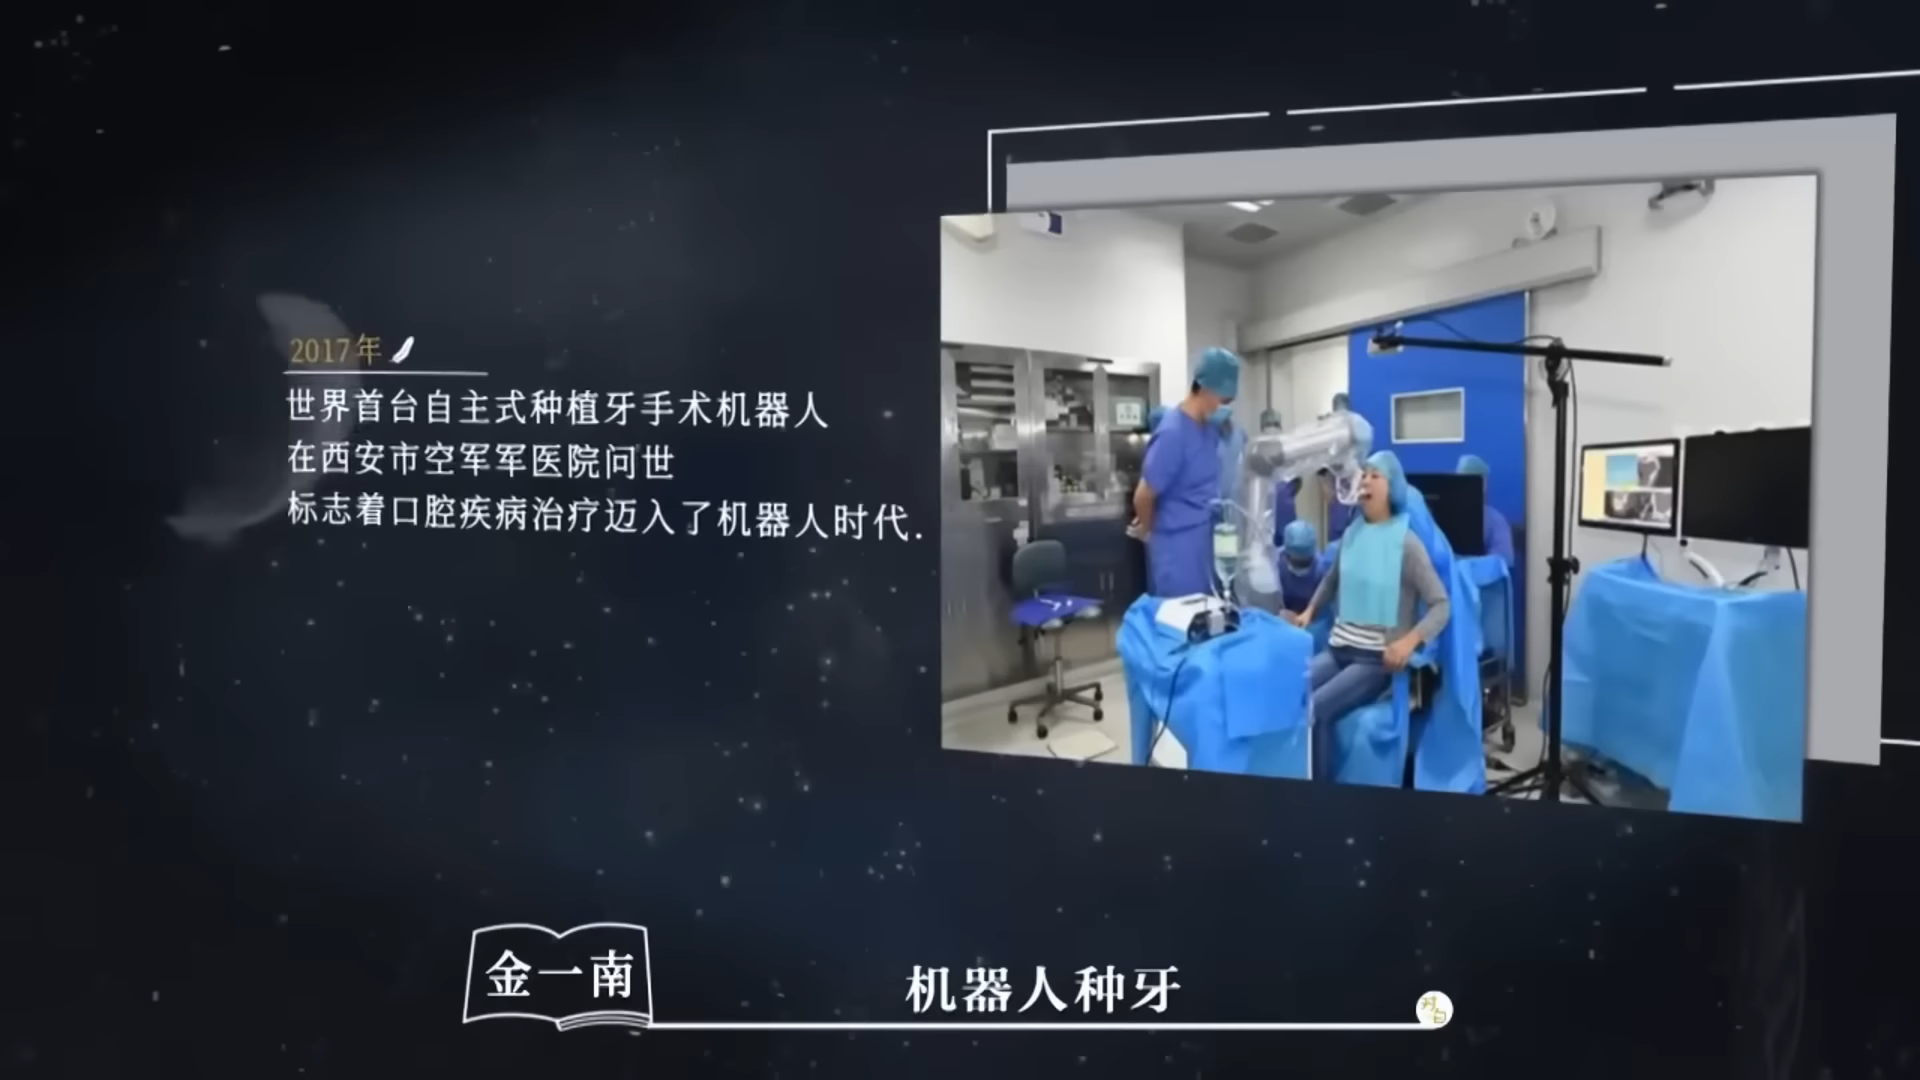 2017年
世界首台自主式种植牙手术机器人
在西安市空军军医院问世
标志着口腔疾病治疗迈入了机器人时代.
金一南
机器人种牙
对白